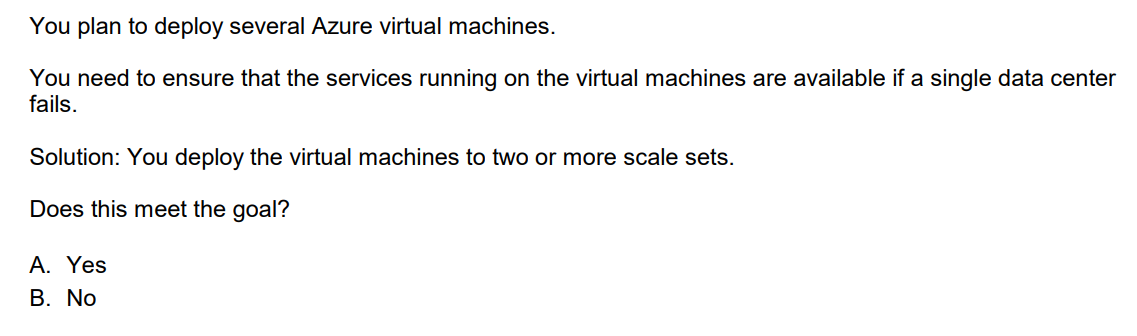 You plan to deploy several Azure virtual machines.
You need to ensure that the services running on the virtual machines are available if a single data center
fails.
Solution: You deploy the virtual machines to two or more scale sets.
Does this meet the goal?
A. Yes
B. No